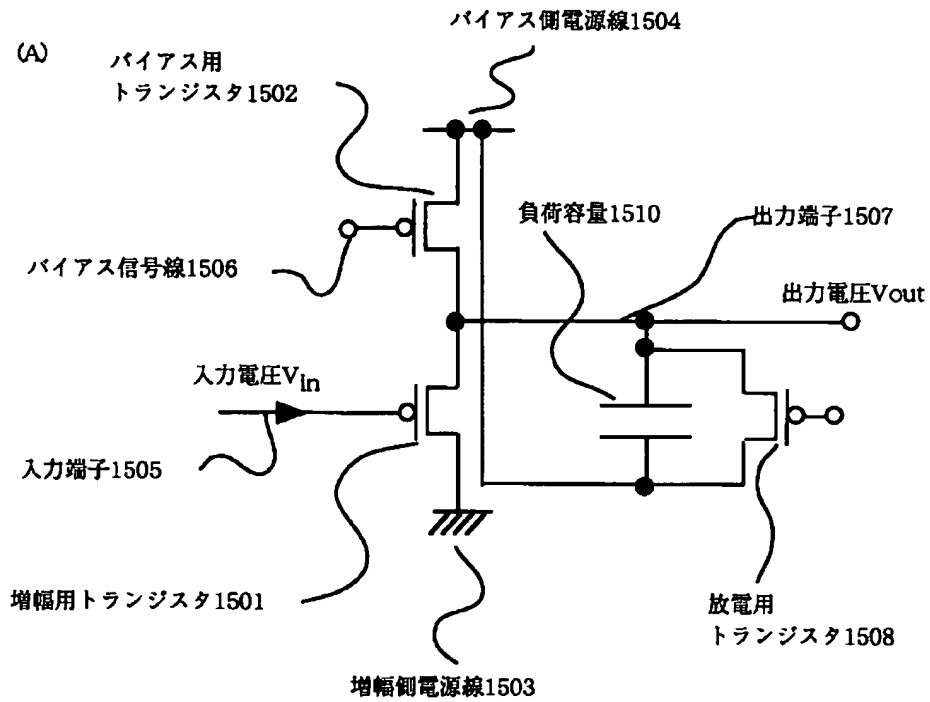 (A)
バイアス側電源線1504
バイアス用
トランジスタ1502
負荷容量1510
出力端子1507
バイアス信号線1506
出力電圧Vout
入力電圧Vin
入力端子1505
増幅用トランジスタ1501
放電用
トランジスタ1508
増幅側電源線1503